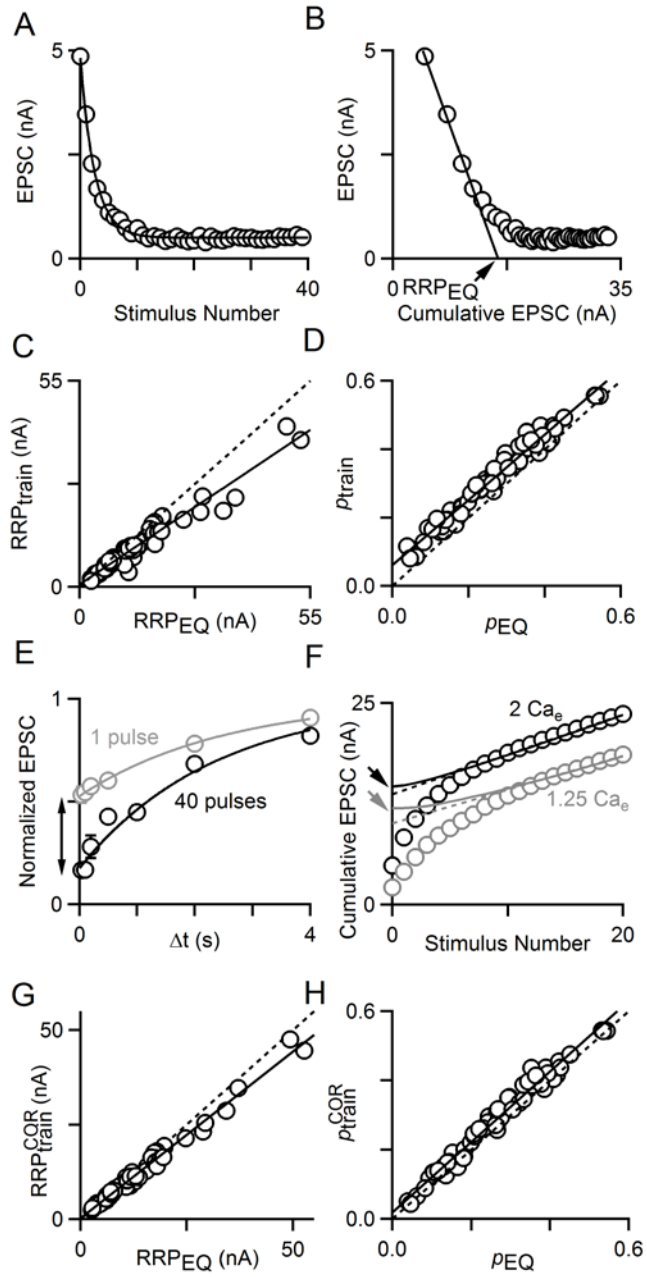 A
5
EPSC (nA)
0
0
40
Stimulus Number
B
5
EPSC (nA)
0
0
RRPEQ
35
Cumulative EPSC (nA)
C
55
RRPtrain (nA)
0
0
55
RRPEQ (nA)
D
0.6
ptrain
0.0
0.0
0.6
pEQ
E
1
Normalized EPSC
1 pulse
40 pulses
0
0
4
Δt (s)
F
25
Cumulative EPSC (nA)
2 Cae
1.25 Cae
0
0
20
Stimulus Number
G
50
RRPCORtrain (nA)
0
0
50
RRPEQ (nA)
H
0.6
pCORtrain
0.0
0.0
0.6
pEQ